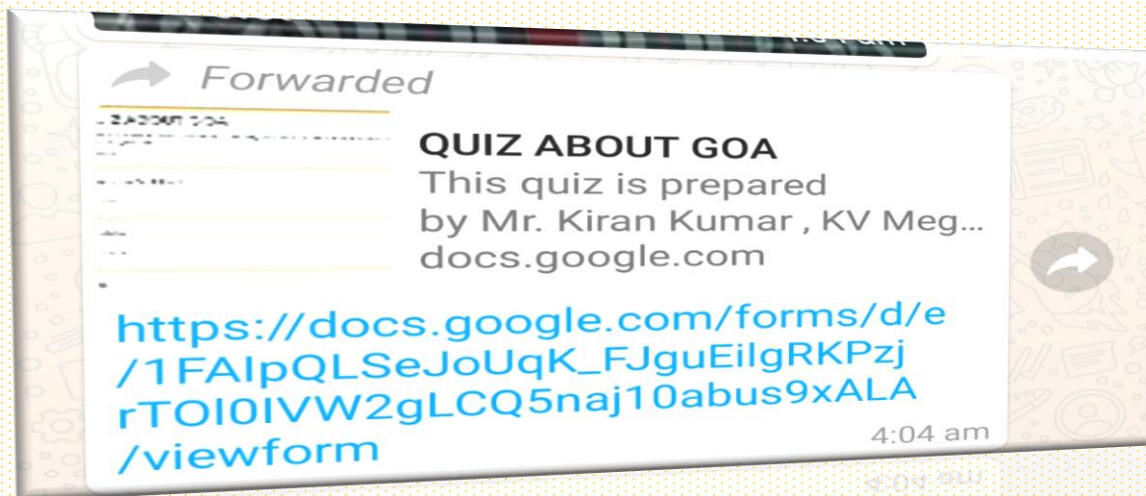 Forwarded
QUIZ ABOUT GOA
This quiz is prepared
by Mr. Kiran Kumar , KV Meg...
docs.google.com
https://docs.google.com/forms/d/e
/1FAIpQLSeJoUqK_FJguEilgRKPzj
rTOI0IVW2gLCQ5naj10abus9xALA
/viewform
4:04 am